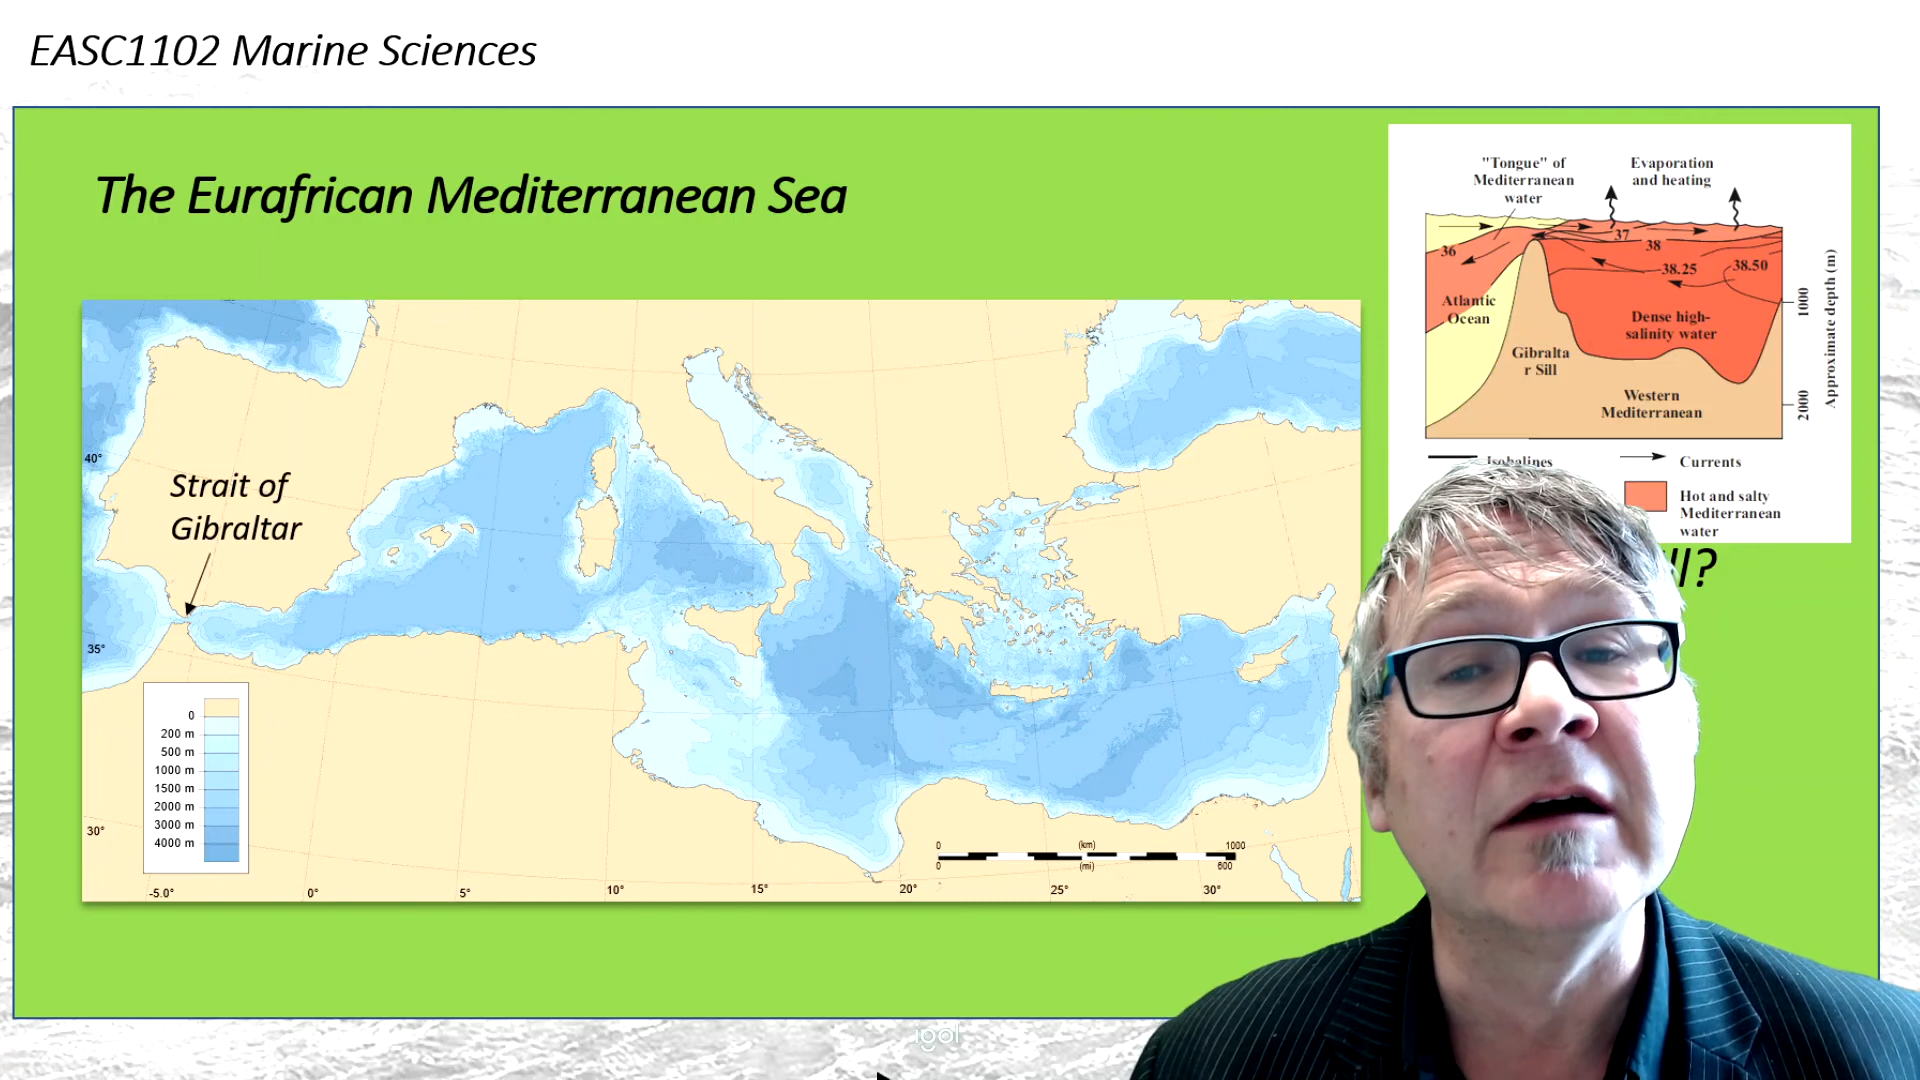 EASC1102 Marine Sciences
The Eurafrican Mediterranean Sea
Strait of
Gibraltar
40°
35°
30°
0
200 m
500 m
1000 m
1500 m
2000 m
3000 m
4000 m
-5.0°
0°
5°
10°
15°
20°
25°
30°
0 (km) 1000
0 (mi) 600
"Tongue" of
Mediterranean
water
Evaporation
and heating
36
37
38
38.25
38.50
Atlantic
Ocean
Dense high-
salinity water
Gibralta
r Sill
Western
Mediterranean
1000
2000
Approximate depth (m)
Isohalines
Currents
Hot and salty
Mediterranean
water
igol